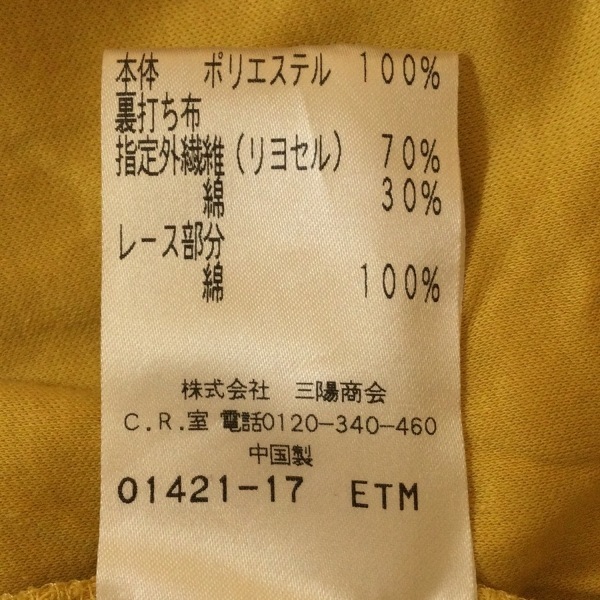 本体 ポリエステル 100%
裏打ち布
指定外繊維(リヨセル) 70%
綿 30%
レース部分
綿 100%
株式会社 三陽商会
C.R.室 電話0120-340-460
中国製
01421-17 ETM